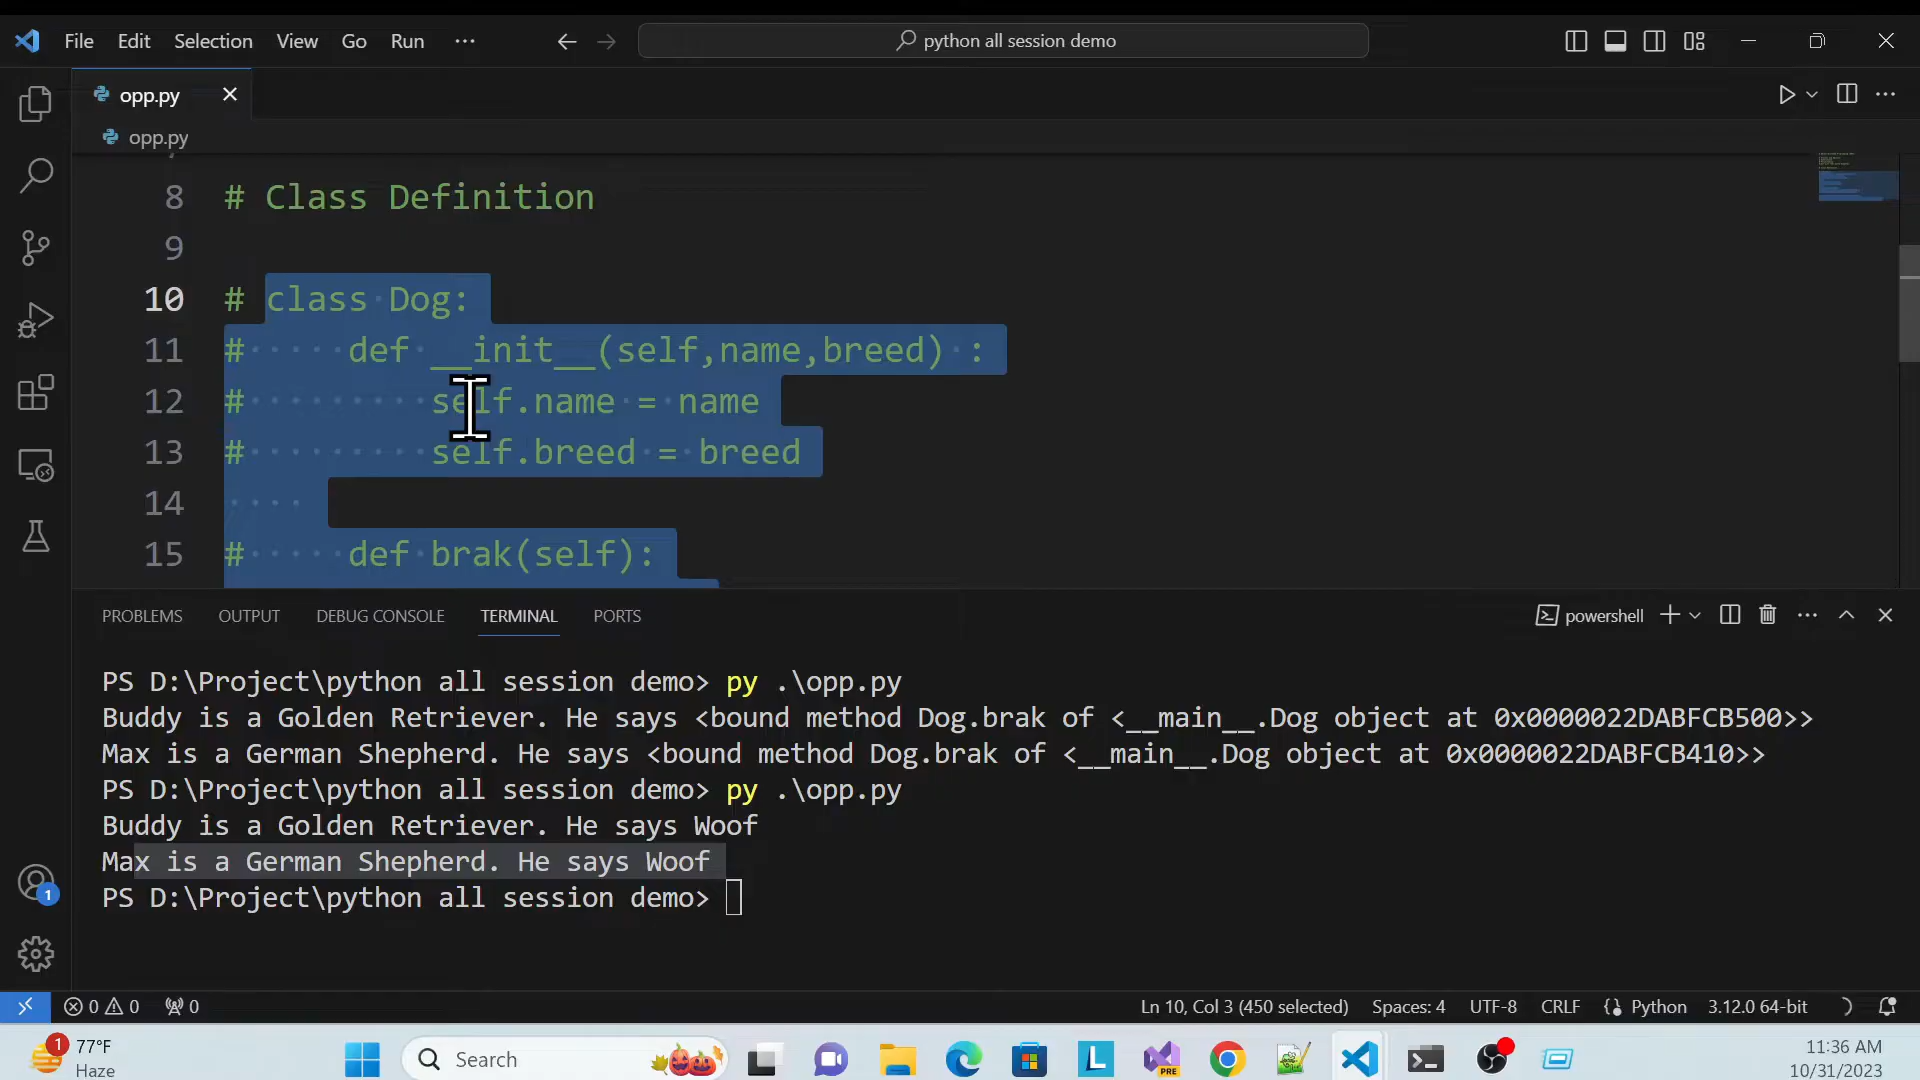 File Edit Selection View Go Run ···
python all session demo
opp.py
opp.py
8 # Class Definition
9
10 # class Dog:
11 #     def __init__(self,name,breed) :
12 #         self.name = name
13 #         self.breed = breed
14
15 #     def brak(self):
PROBLEMS OUTPUT DEBUG CONSOLE TERMINAL PORTS
powershell
PS D:\Project\python all session demo> py .\opp.py
Buddy is a Golden Retriever. He says <bound method Dog.brak of <__main__.Dog object at 0x0000022DABFCB500>>
Max is a German Shepherd. He says <bound method Dog.brak of <__main__.Dog object at 0x0000022DABFCB410>>
PS D:\Project\python all session demo> py .\opp.py
Buddy is a Golden Retriever. He says Woof
Max is a German Shepherd. He says Woof
PS D:\Project\python all session demo>
1
0 0 0 Ln 10, Col 3 (450 selected) Spaces: 4 UTF-8 CRLF Python 3.12.0 64-bit
1 77°F
Haze
Search
L
PRE
11:36 AM
10/31/2023